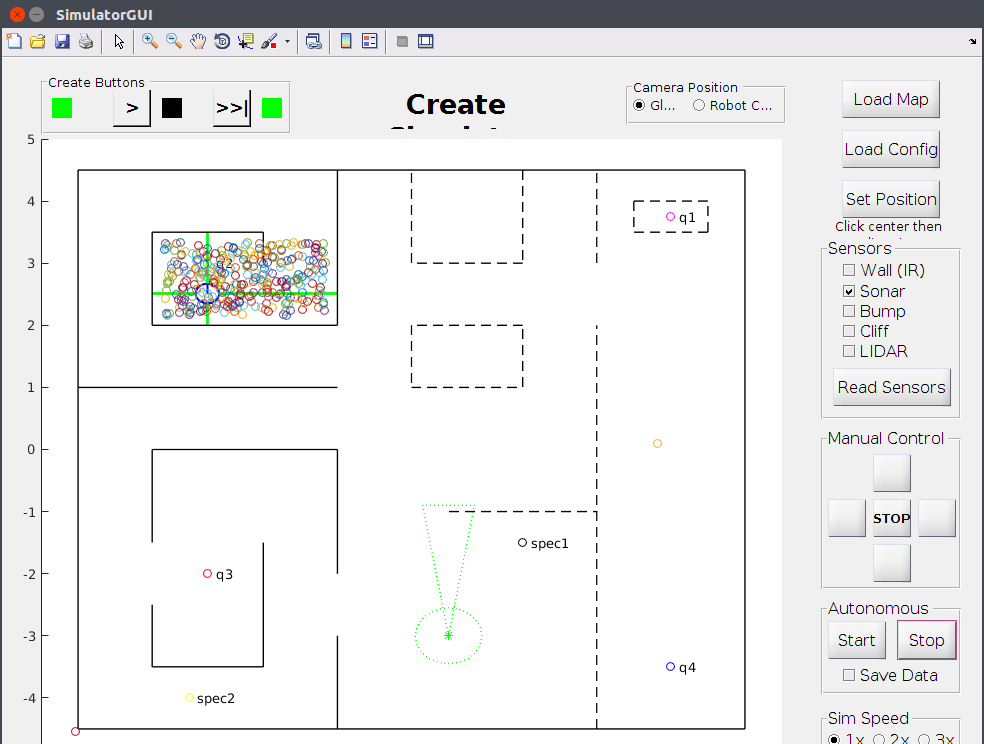 SimulatorGUI
Create Buttons
>
>>|
Create
Camera Position
Gl...
Robot C...
Load Map
Load Config
Set Position
Click center then
Sensors
Wall (IR)
Sonar
Bump
Cliff
LIDAR
Read Sensors
Manual Control
STOP
Autonomous
Start
Stop
Save Data
Sim Speed
1x
2x
3x
5
4
3
2
1
0
-1
-2
-3
-4
q1
spec1
q3
q4
spec2